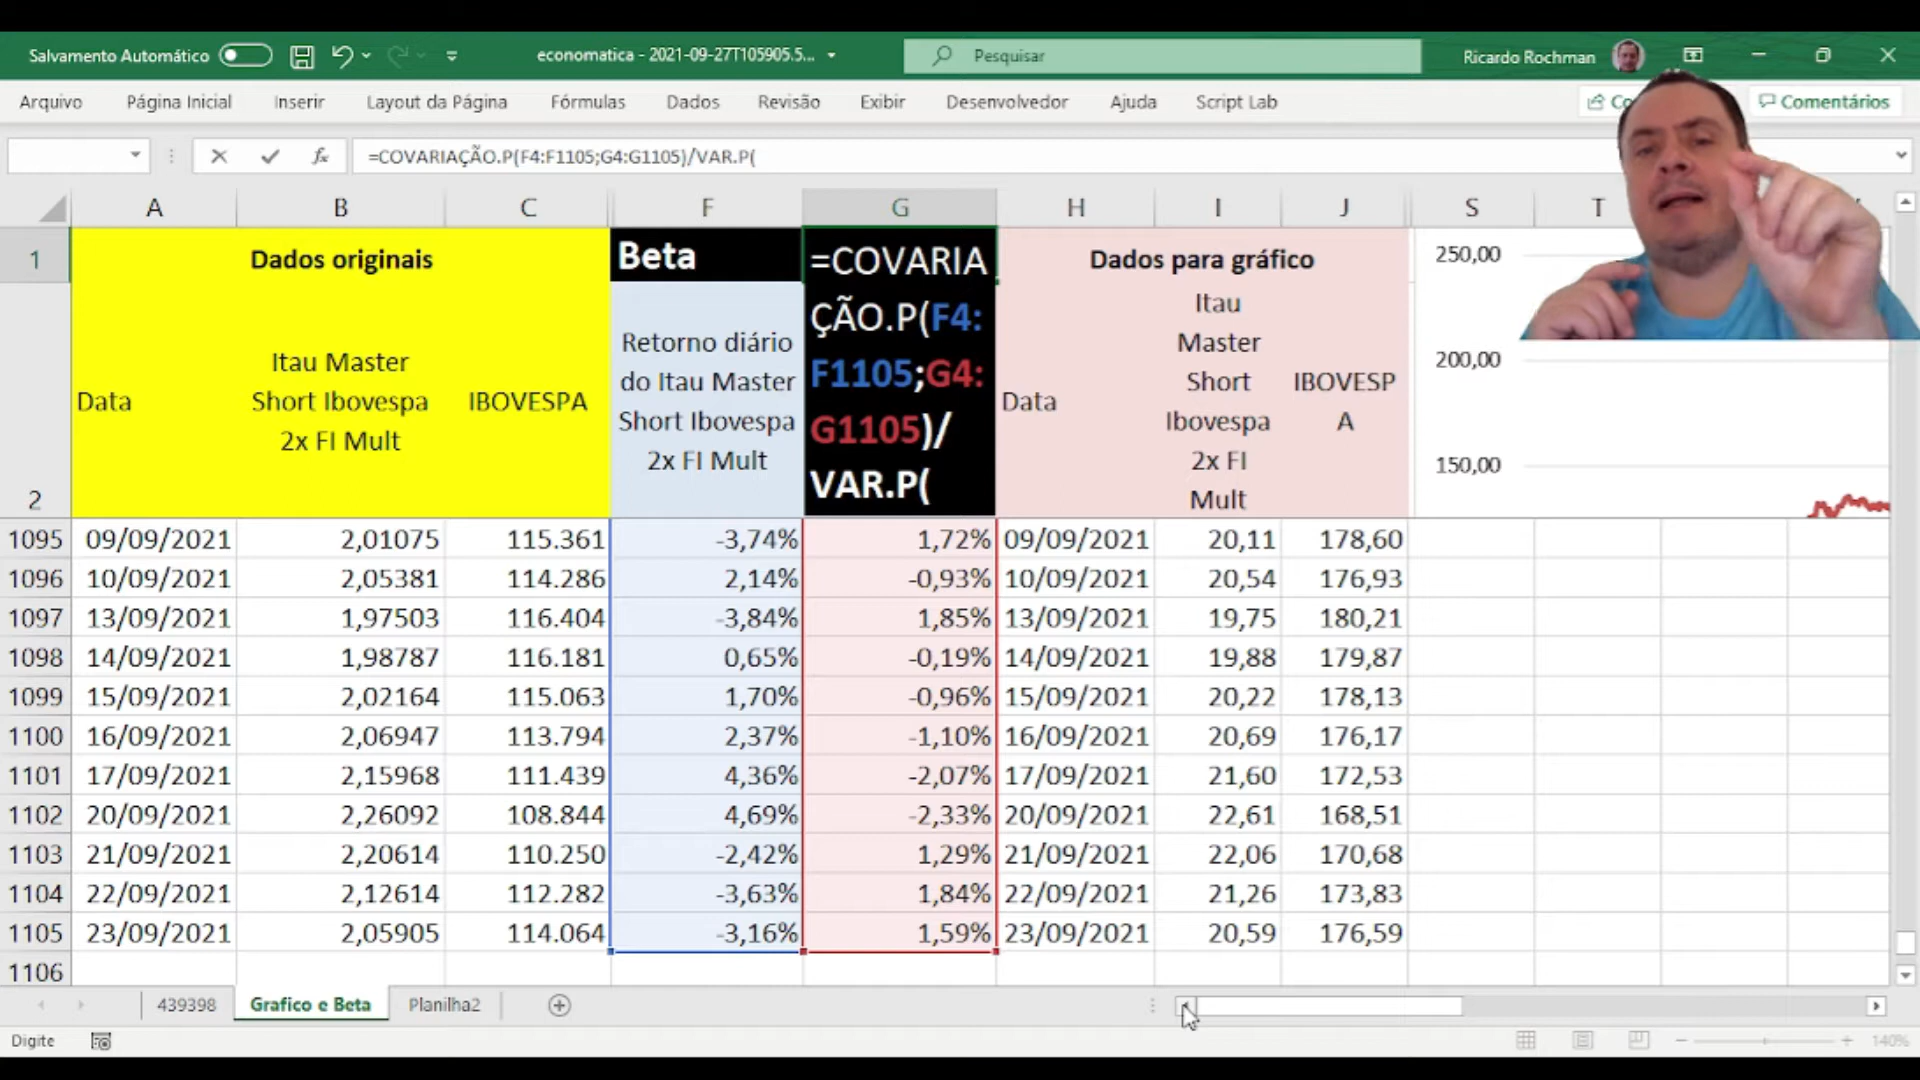 Salvamento Automático
economatica - 2021-09-27T105905.5...
Pesquisar
Ricardo Rochman
Arquivo Página Inicial Inserir Layout da Página Fórmulas Dados Revisão Exibir Desenvolvedor Ajuda Script Lab
Comentários
fx =COVARIAÇÃO.P(F4:F1105;G4:G1105)/VAR.P(
A B C F G H I J S T
1 Dados originais Beta
=COVARIA
ÇÃO.P(F4:
F1105;G4:
G1105)/
VAR.P(
Dados para gráfico
2
Data
Itau Master
Short Ibovespa
2x FI Mult
IBOVESPA
Retorno diário
do Itau Master
Short Ibovespa
2x FI Mult
Data
Itau
Master
Short
Ibovespa
2x FI
Mult
IBOVESP
A
250,00
200,00
150,00
1095 09/09/2021 2,01075 115.361 -3,74% 1,72% 09/09/2021 20,11 178,60
1096 10/09/2021 2,05381 114.286 2,14% -0,93% 10/09/2021 20,54 176,93
1097 13/09/2021 1,97503 116.404 -3,84% 1,85% 13/09/2021 19,75 180,21
1098 14/09/2021 1,98787 116.181 0,65% -0,19% 14/09/2021 19,88 179,87
1099 15/09/2021 2,02164 115.063 1,70% -0,96% 15/09/2021 20,22 178,13
1100 16/09/2021 2,06947 113.794 2,37% -1,10% 16/09/2021 20,69 176,17
1101 17/09/2021 2,15968 111.439 4,36% -2,07% 17/09/2021 21,60 172,53
1102 20/09/2021 2,26092 108.844 4,69% -2,33% 20/09/2021 22,61 168,51
1103 21/09/2021 2,20614 110.250 -2,42% 1,29% 21/09/2021 22,06 170,68
1104 22/09/2021 2,12614 112.282 -3,63% 1,84% 22/09/2021 21,26 173,83
1105 23/09/2021 2,05905 114.064 -3,16% 1,59% 23/09/2021 20,59 176,59
1106
439398 Grafico e Beta Planilha2
Digite
140%